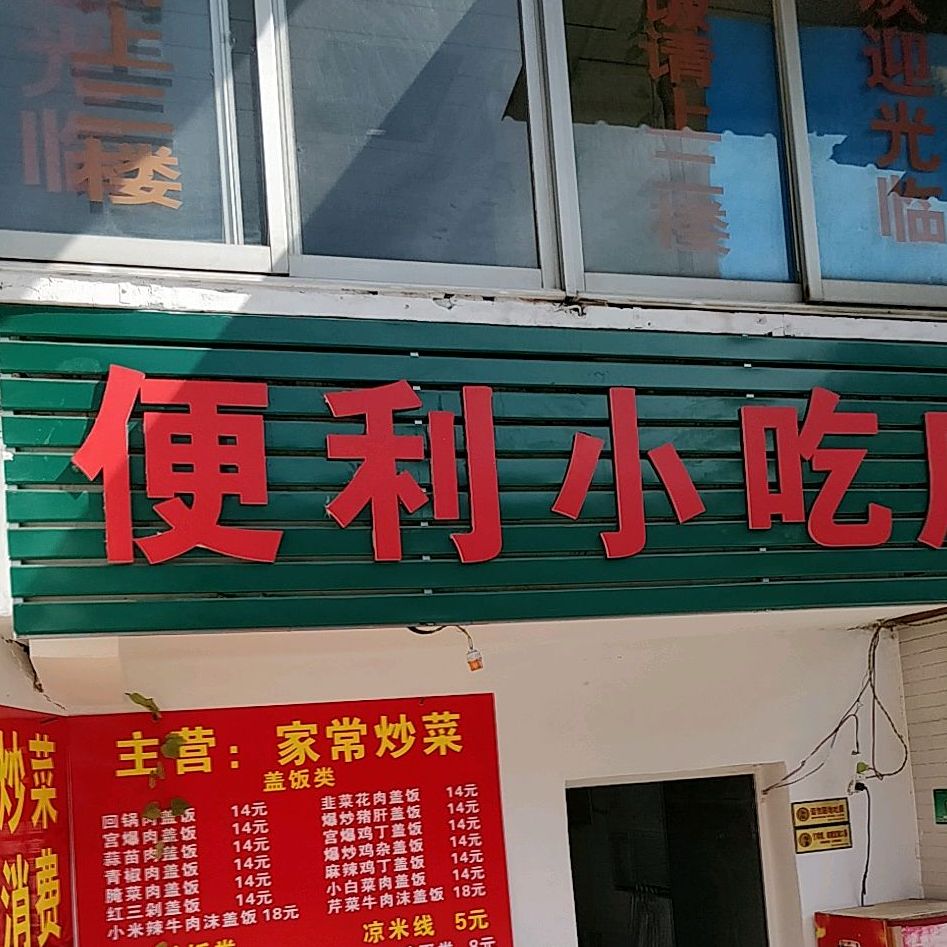 上三楼
光临
请上二楼
迎光临
便利小吃
主营：家常炒菜
盖饭类
回锅肉盖饭 14元
宫爆肉盖饭 14元
蒜苗肉盖饭 14元
青椒肉盖饭 14元
腌菜肉盖饭 14元
红三剁盖饭 14元
小米辣牛肉沫盖饭 18元
韭菜花肉盖饭 14元
爆炒猪肝盖饭 14元
宫爆鸡丁盖饭 14元
爆炒鸡杂盖饭 14元
麻辣鸡丁盖饭 14元
小白菜肉盖饭 14元
芹菜牛肉沫盖饭 18元
凉米线 5元
8元
炒菜
消费